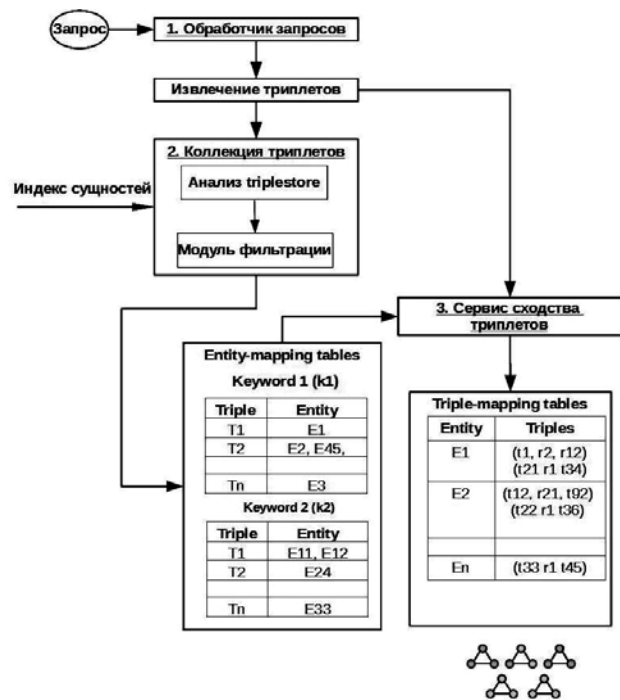 Запрос
1. Обработчик запросов
Извлечение триплетов
2. Коллекция триплетов
Анализ triplestore
Индекс сущностей
Модуль фильтрации
3. Сервис сходства
триплетов
Entity-mapping tables
Keyword 1 (k1)
Triple Entity
T1 E1
T2 E2, E45,
Tn E3
Keyword 2 (k2)
Triple Entity
T1 E11, E12
T2 E24
Tn E33
Triple-mapping tables
Entity Triples
E1 (t1, r2, r12)
(t21 r1 t34)
E2 (t12, r21, t92)
(t22 r1 t36)
En (t33 r1 t45)